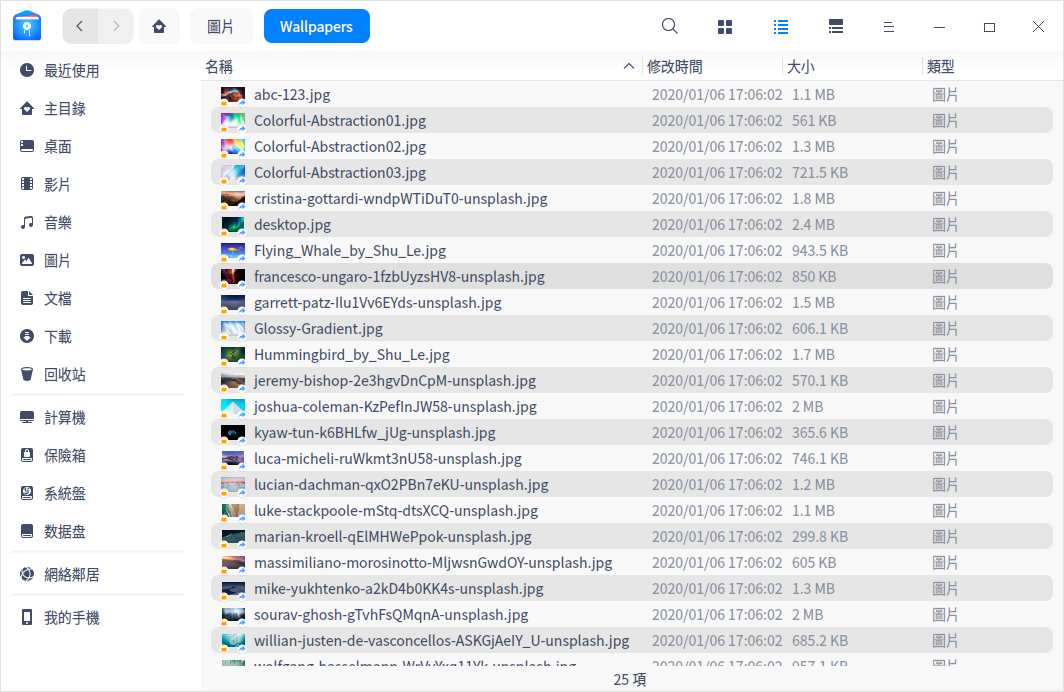 圖片
Wallpapers
最近使用
主目錄
桌面
影片
音樂
圖片
文檔
下載
回收站
計算機
保險箱
系統盤
数据盘
網絡鄰居
我的手機
名稱 修改時間 大小 類型
abc-123.jpg 2020/01/06 17:06:02 1.1 MB 圖片
Colorful-Abstraction01.jpg 2020/01/06 17:06:02 561 KB 圖片
Colorful-Abstraction02.jpg 2020/01/06 17:06:02 1.3 MB 圖片
Colorful-Abstraction03.jpg 2020/01/06 17:06:02 721.5 KB 圖片
cristina-gottardi-wndpWTiDuT0-unsplash.jpg 2020/01/06 17:06:02 1.8 MB 圖片
desktop.jpg 2020/01/06 17:06:02 2.4 MB 圖片
Flying_Whale_by_Shu_Le.jpg 2020/01/06 17:06:02 943.5 KB 圖片
francesco-ungaro-1fzbUyzsHV8-unsplash.jpg 2020/01/06 17:06:02 850 KB 圖片
garrett-patz-Ilu1Vv6EYds-unsplash.jpg 2020/01/06 17:06:02 1.5 MB 圖片
Glossy-Gradient.jpg 2020/01/06 17:06:02 606.1 KB 圖片
Hummingbird_by_Shu_Le.jpg 2020/01/06 17:06:02 1.7 MB 圖片
jeremy-bishop-2e3hgvDnCpM-unsplash.jpg 2020/01/06 17:06:02 570.1 KB 圖片
joshua-coleman-KzPefInJW58-unsplash.jpg 2020/01/06 17:06:02 2 MB 圖片
kyaw-tun-k6BHLfw_jUg-unsplash.jpg 2020/01/06 17:06:02 365.6 KB 圖片
luca-micheli-ruWkmt3nU58-unsplash.jpg 2020/01/06 17:06:02 746.1 KB 圖片
lucian-dachman-qxO2PBn7eKU-unsplash.jpg 2020/01/06 17:06:02 1.2 MB 圖片
luke-stackpoole-mStq-dtsXCQ-unsplash.jpg 2020/01/06 17:06:02 1.1 MB 圖片
marian-kroell-qElMHWePpok-unsplash.jpg 2020/01/06 17:06:02 299.8 KB 圖片
massimiliano-morosinotto-MljwsnGwdOY-unsplash.jpg 2020/01/06 17:06:02 605 KB 圖片
mike-yukhtenko-a2kD4b0KK4s-unsplash.jpg 2020/01/06 17:06:02 1.3 MB 圖片
sourav-ghosh-gTvhFsQMqnA-unsplash.jpg 2020/01/06 17:06:02 2 MB 圖片
willian-justen-de-vasconcellos-ASKGjAeIY_U-unsplash.jpg 2020/01/06 17:06:02 685.2 KB 圖片
2020/01/06 17:06:02 957.1 KB 圖片
25 項